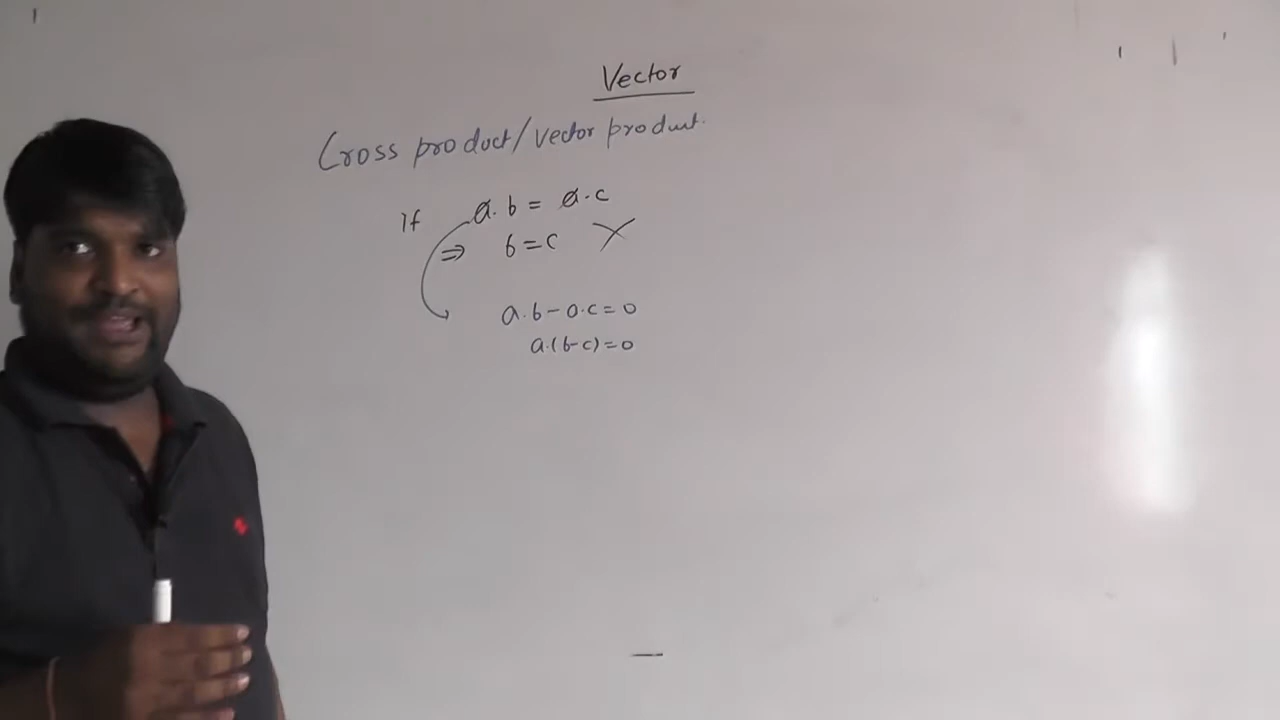 Vector
Cross product/vector product.
If a.b = a.c
⇒ b=c ×
a.b-a.c=0
a.(b-c)=0